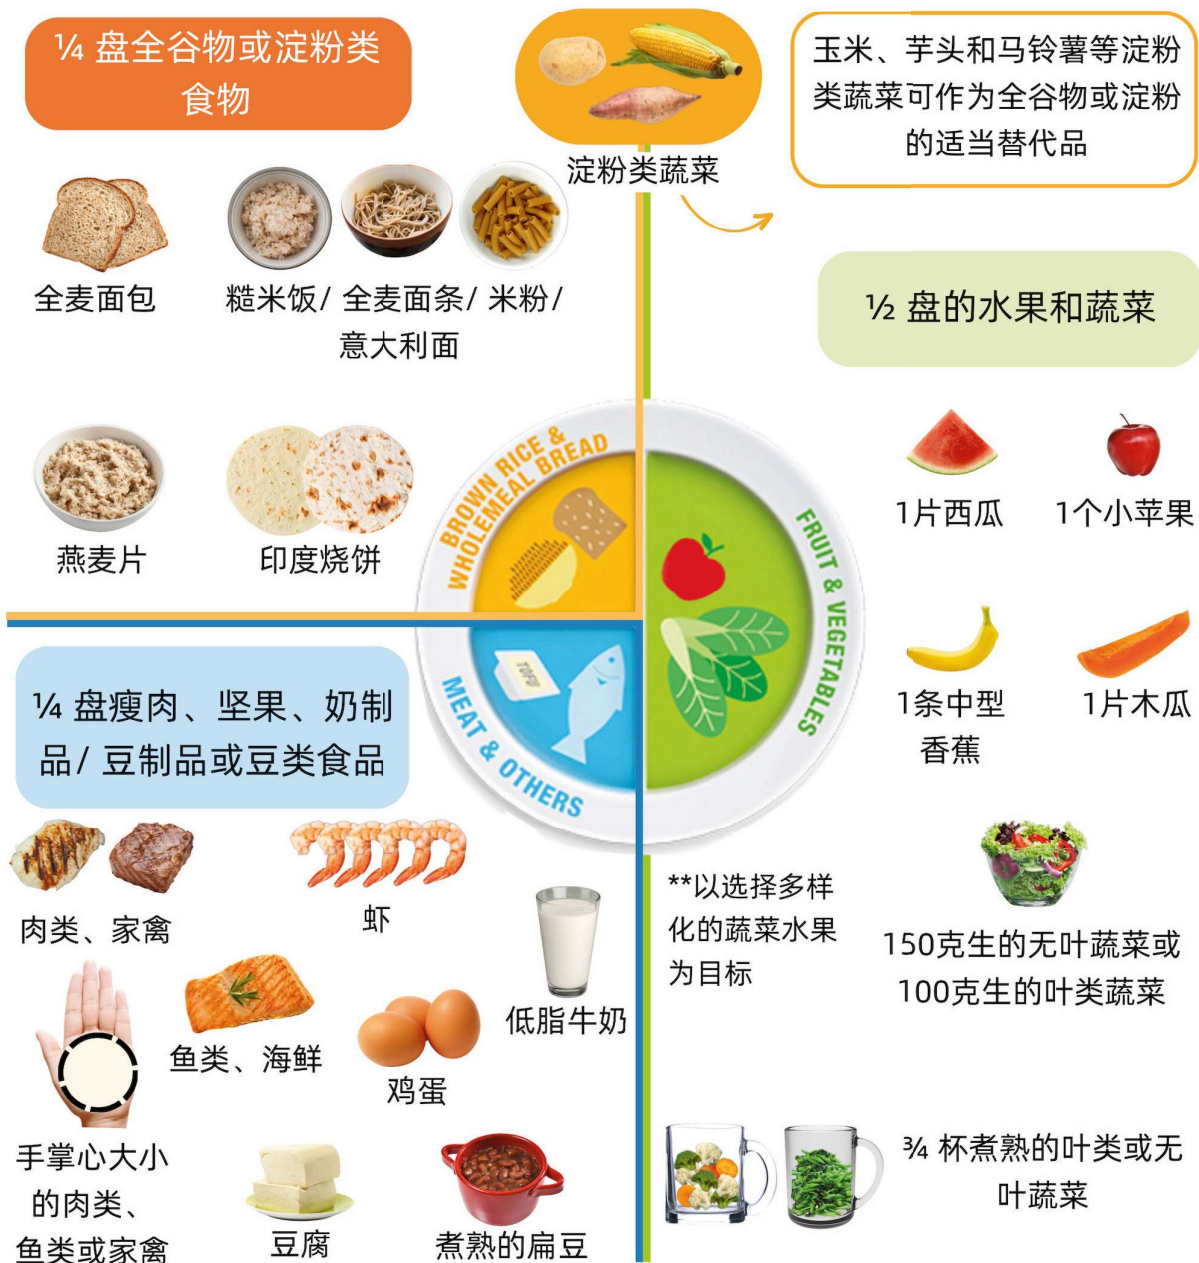 ¼ 盘全谷物或淀粉类
食物
淀粉类蔬菜
玉米、芋头和马铃薯等淀粉
类蔬菜可作为全谷物或淀粉
的适当替代品
全麦面包
糙米饭/ 全麦面条/ 米粉/
意大利面
燕麦片
印度烧饼
½ 盘的水果和蔬菜
1片西瓜
1个小苹果
1条中型
香蕉
1片木瓜
BROWN RICE &
WHOLEMEAL BREAD
FRUIT & VEGETABLES
TOFU
MEAT & OTHERS
¼ 盘瘦肉、坚果、奶制
品/ 豆制品或豆类食品
肉类、家禽
虾
低脂牛奶
鱼类、海鲜
鸡蛋
手掌心大小
的肉类、
鱼类或家禽
豆腐
煮熟的扁豆
**以选择多样
化的蔬菜水果
为目标
150克生的无叶蔬菜或
100克生的叶类蔬菜
¾ 杯煮熟的叶类或无
叶蔬菜